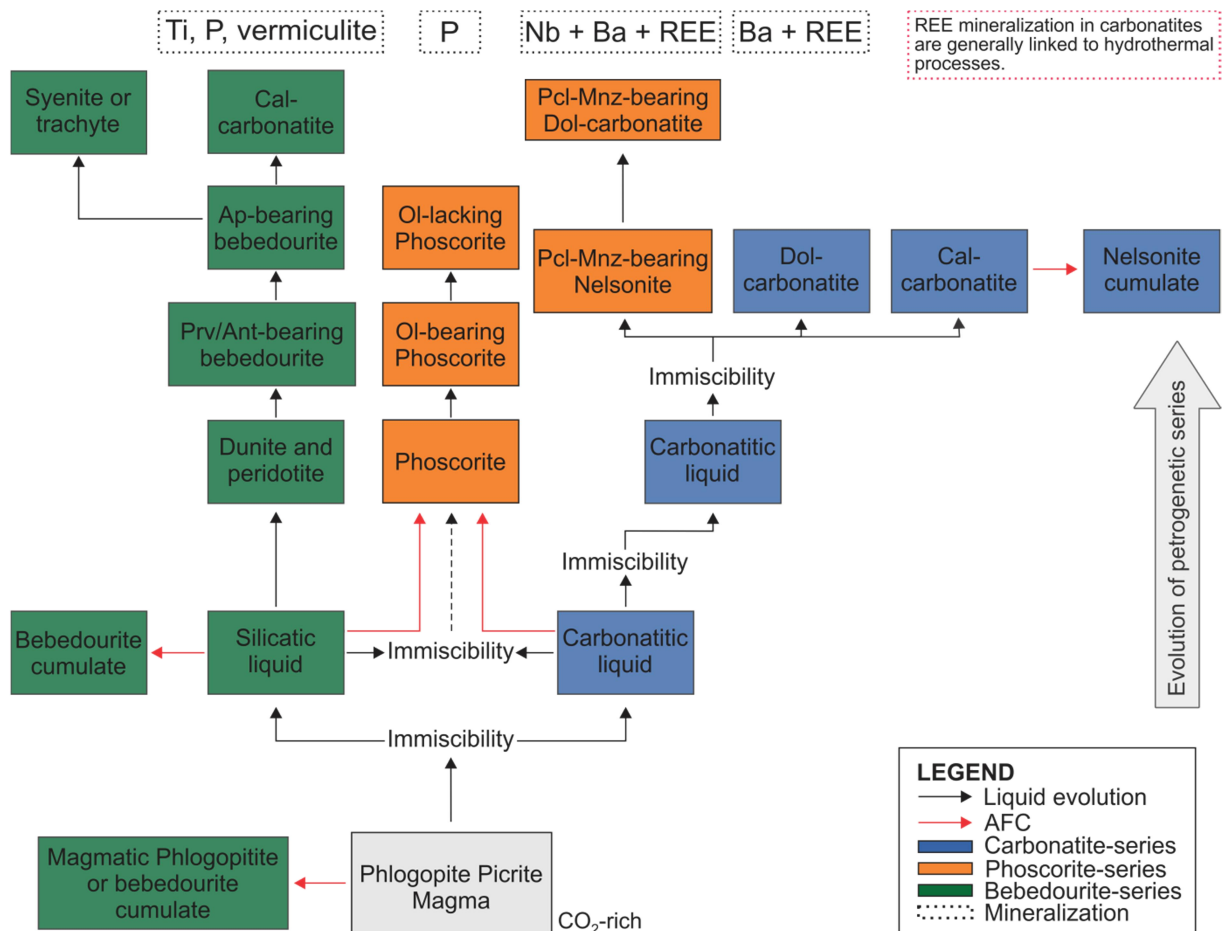 Ti, P, vermiculite
P
Nb + Ba + REE
Ba + REE
REE mineralization in carbonatites
are generally linked to hydrothermal
processes.
Syenite or
trachyte
Cal-
carbonatite
Pcl-Mnz-bearing
Dol-carbonatite
Ap-bearing
bebedourite
Ol-lacking
Phoscorite
Pcl-Mnz-bearing
Nelsonite
Dol-
carbonatite
Cal-
carbonatite
Nelsonite
cumulate
Prv/Ant-bearing
bebedourite
Ol-bearing
Phoscorite
Immiscibility
Dunite and
peridotite
Phoscorite
Carbonatitic
liquid
Immiscibility
Evolution of petrogenetic series
Bebedourite
cumulate
Silicatic
liquid
Immiscibility
Carbonatitic
liquid
Immiscibility
Magmatic Phlogopitite
or bebedourite
cumulate
Phlogopite Picrite
Magma
CO₂-rich
LEGEND
Liquid evolution
AFC
Carbonatite-series
Phoscorite-series
Bebedourite-series
Mineralization